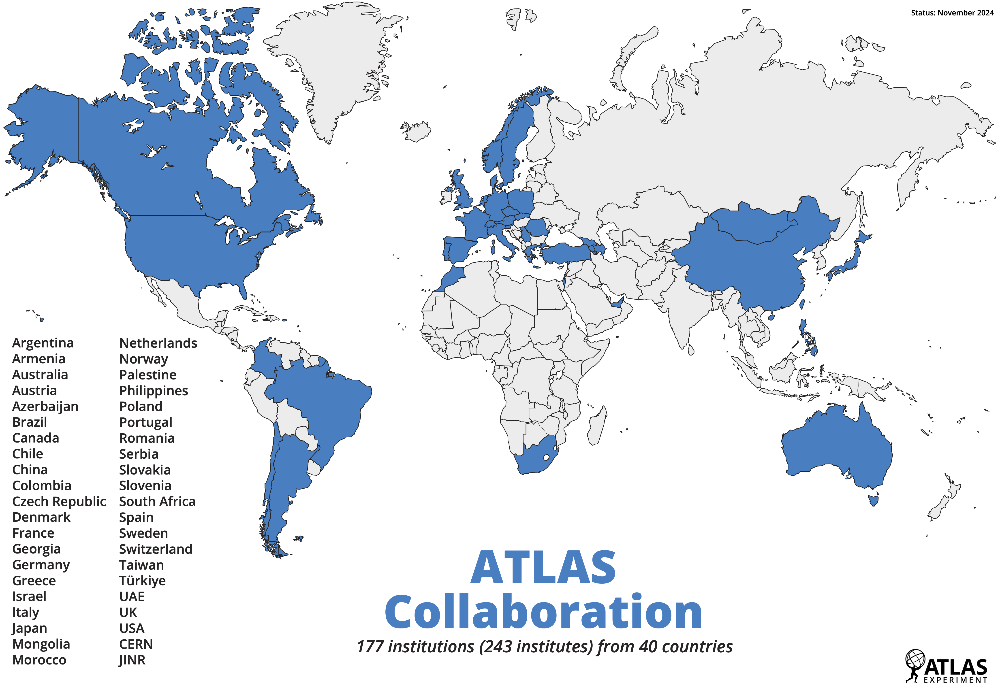 Status: November 2024
Argentina
Armenia
Australia
Austria
Azerbaijan
Brazil
Canada
Chile
China
Colombia
Czech Republic
Denmark
France
Georgia
Germany
Greece
Israel
Italy
Japan
Mongolia
Morocco
Netherlands
Norway
Palestine
Philippines
Poland
Portugal
Romania
Serbia
Slovakia
Slovenia
South Africa
Spain
Sweden
Switzerland
Taiwan
Türkiye
UAE
UK
USA
CERN
JINR
ATLAS
Collaboration
177 institutions (243 institutes) from 40 countries
ATLAS
EXPERIMENT